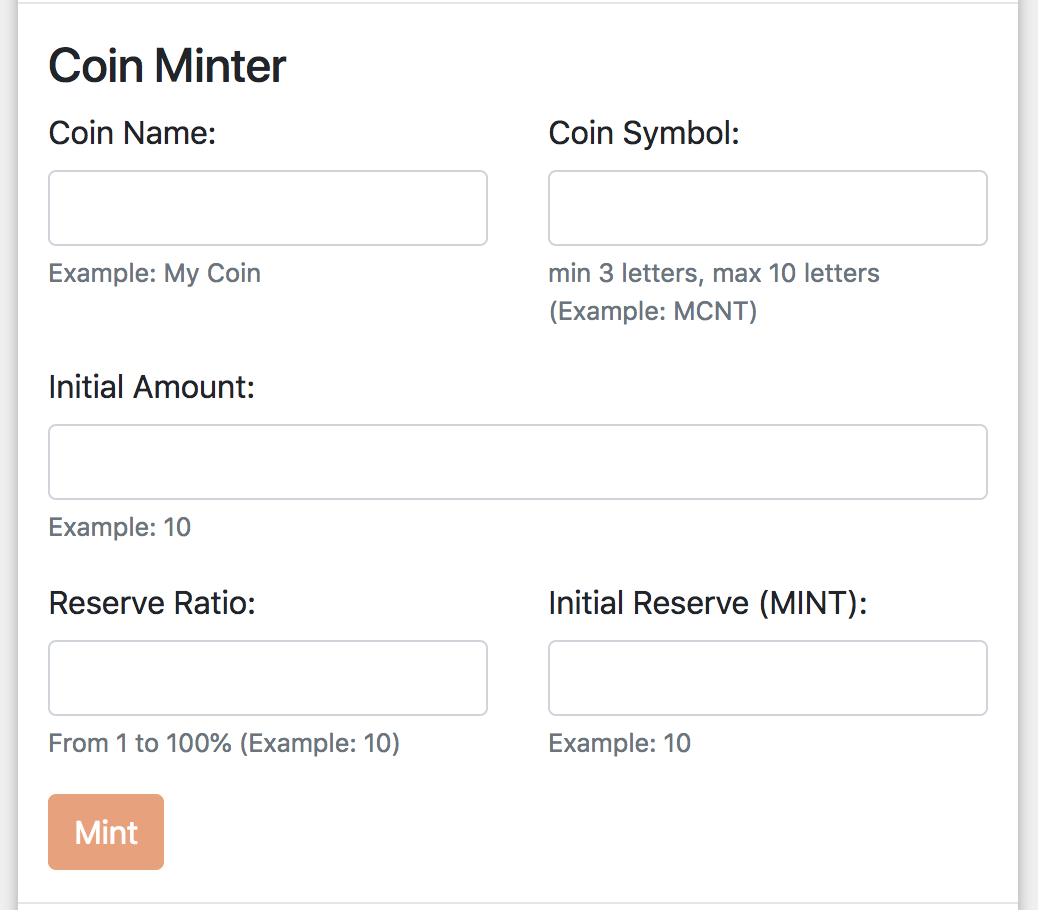 Coin Minter
Coin Name:
Coin Symbol:
Example: My Coin
min 3 letters, max 10 letters
(Example: MCNT)
Initial Amount:
Example: 10
Reserve Ratio:
Initial Reserve (MINT):
From 1 to 100% (Example: 10)
Example: 10
Mint